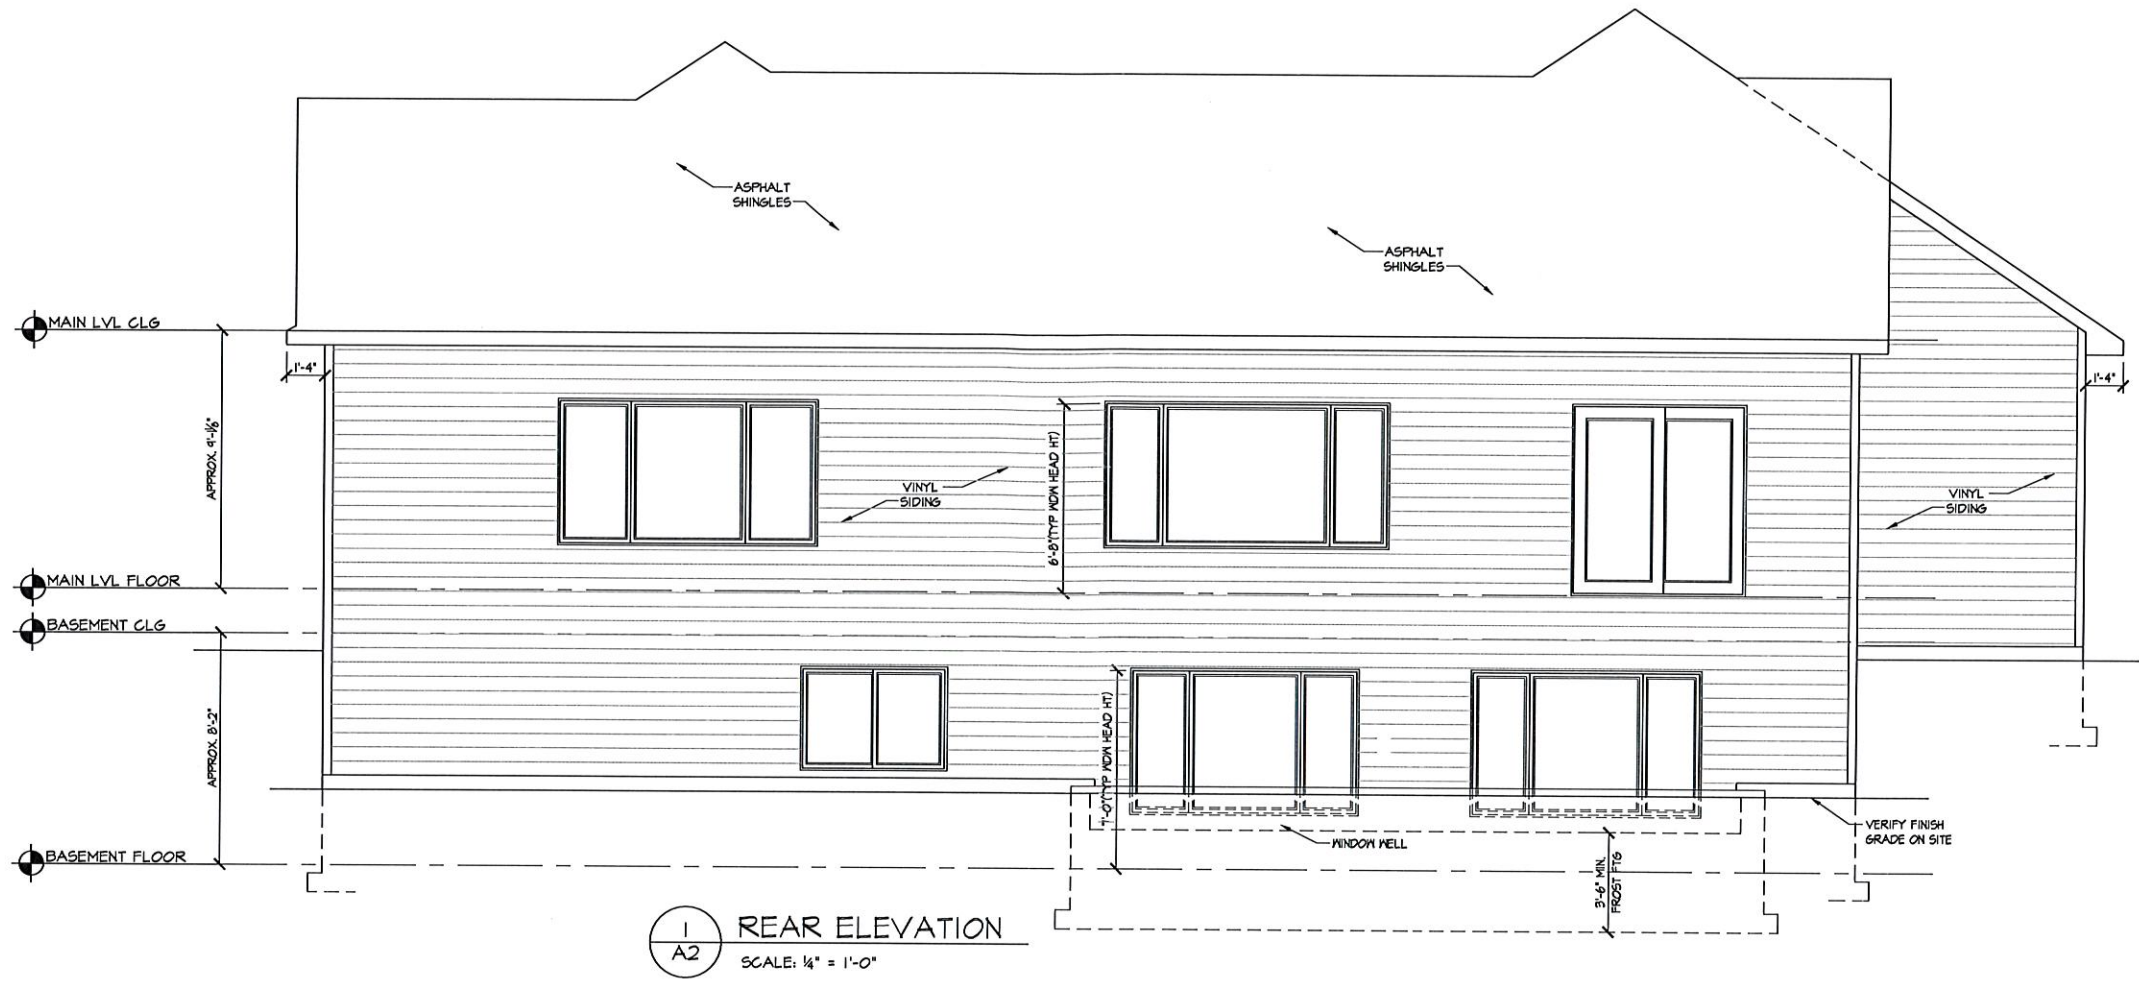 ASPHALT
SHINGLES
ASPHALT
SHINGLES
MAIN LVL CLG
1'-4"
1'-4"
APPROX. 9'-1⅛"
6'-8"(TYP WDW HEAD HT)
VINYL
SIDING
VINYL
SIDING
MAIN LVL FLOOR
BASEMENT CLG
APPROX. 8'-2"
7'-0"(TYP WDW HEAD HT)
VERIFY FINISH
GRADE ON SITE
WINDOW WELL
BASEMENT FLOOR
3'-6" MIN.
FROST FTG
1
A2
REAR ELEVATION
SCALE: ¼" = 1'-0"